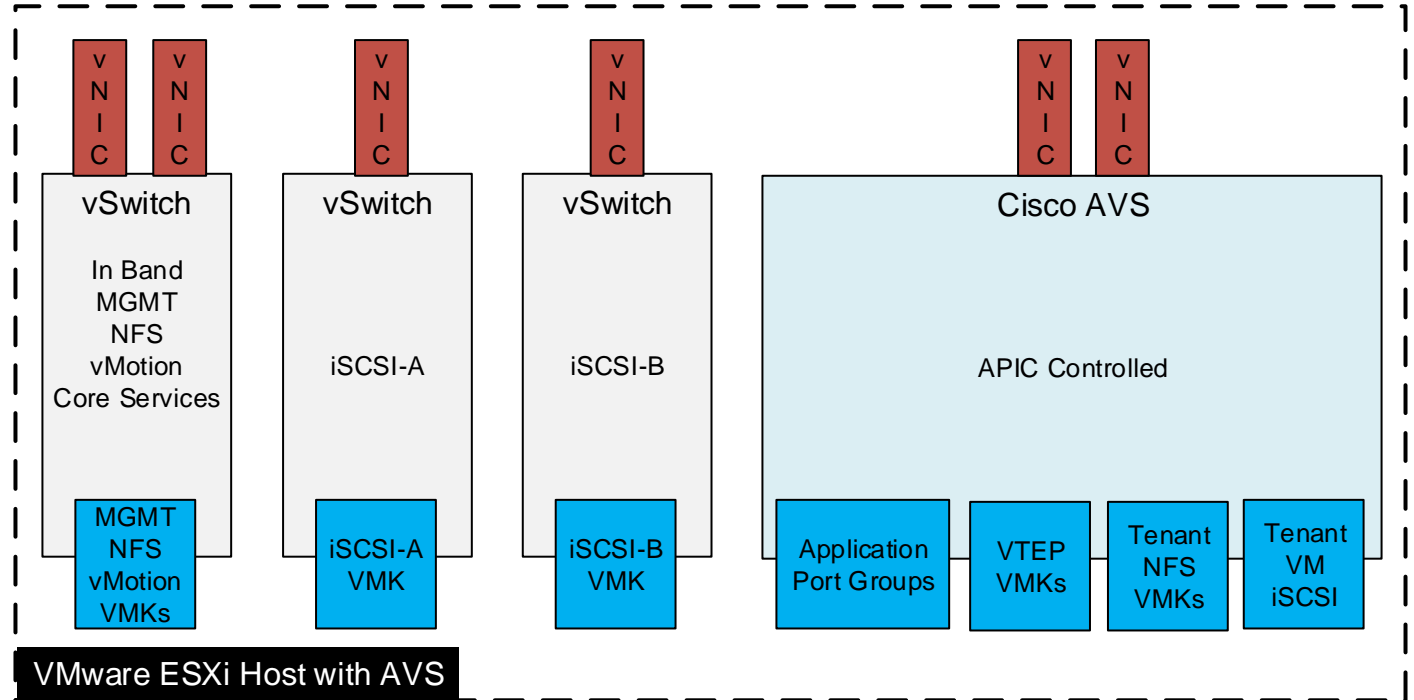 v
N
I
C
v
N
I
C
v
N
I
C
v
N
I
C
v
N
I
C
v
N
I
C
vSwitch
In Band
MGMT
NFS
vMotion
Core Services
MGMT
NFS
vMotion
VMKs
vSwitch
iSCSI-A
iSCSI-A
VMK
vSwitch
iSCSI-B
iSCSI-B
VMK
Cisco AVS
APIC Controlled
Application
Port Groups
VTEP
VMKs
Tenant
NFS
VMKs
Tenant
VM
iSCSI
VMware ESXi Host with AVS